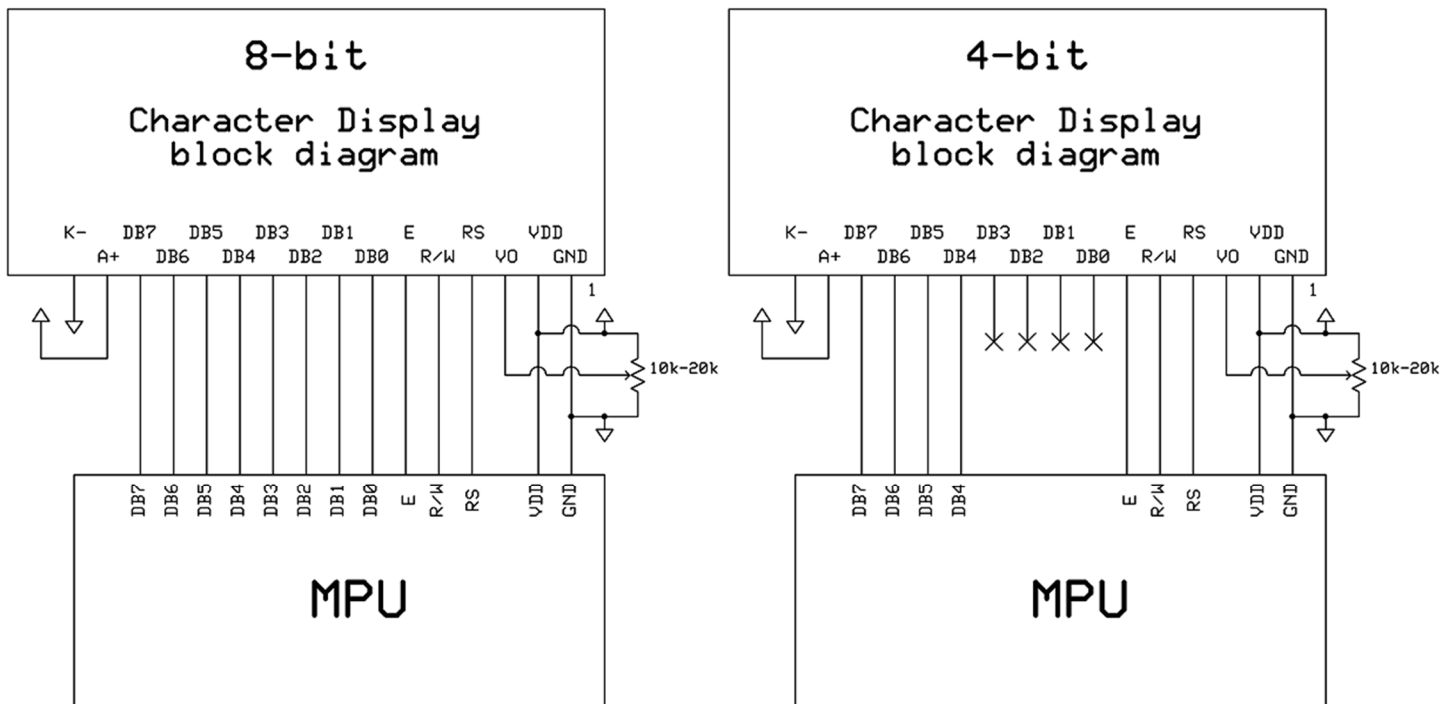 8-bit
Character Display
block diagram
K- DB7 DB5 DB3 DB1 E RS VDD
A+ DB6 DB4 DB2 DB0 R/W VO GND
1
10k-20k
DB7 DB6 DB5 DB4 DB3 DB2 DB1 DB0 E R/W RS VDD GND
MPU
4-bit
Character Display
block diagram
K- DB7 DB5 DB3 DB1 E RS VDD
A+ DB6 DB4 DB2 DB0 R/W VO GND
1
10k-20k
DB7 DB6 DB5 DB4 E R/W RS VDD GND
MPU